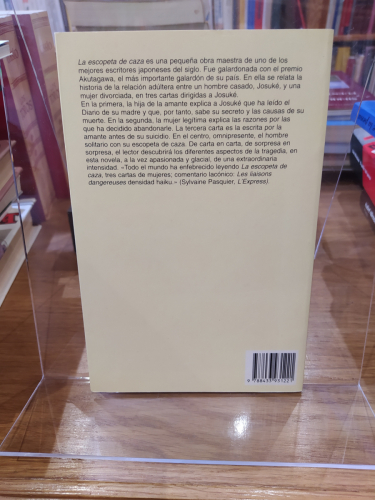 La escopeta de caza es una pequeña obra maestra de uno de los
mejores escritores japoneses del siglo. Fue galardonada con el premio
Akutagawa, el más importante galardón de su país. En ella se relata la
historia de la relación adúltera entre un hombre casado, Josuké, y una
mujer divorciada, en tres cartas dirigidas a Josuké.
En la primera, la hija de la amante explica a Josuké que ha leído el
Diario de su madre y que, por tanto, sabe su secreto y las causas de su
muerte. En la segunda, la mujer legítima explica las razones por las
que ha decidido abandonarle. La tercera carta es la escrita por la
amante antes de su suicidio. En el centro, omnipresente, el hombre
solitario con su escopeta de caza. De carta en carta, de sorpresa en
sorpresa, el lector descubrirá los diferentes aspectos de la tragedia, en
esta novela, a la vez apasionada y glacial, de una extraordinaria
intensidad. «Todo el mundo ha enfebrecido leyendo La escopeta de
caza, tres cartas de mujeres; comentario lacónico: Les liaisons
dangereuses densidad haiku.» (Sylvaine Pasquier, L'Express).